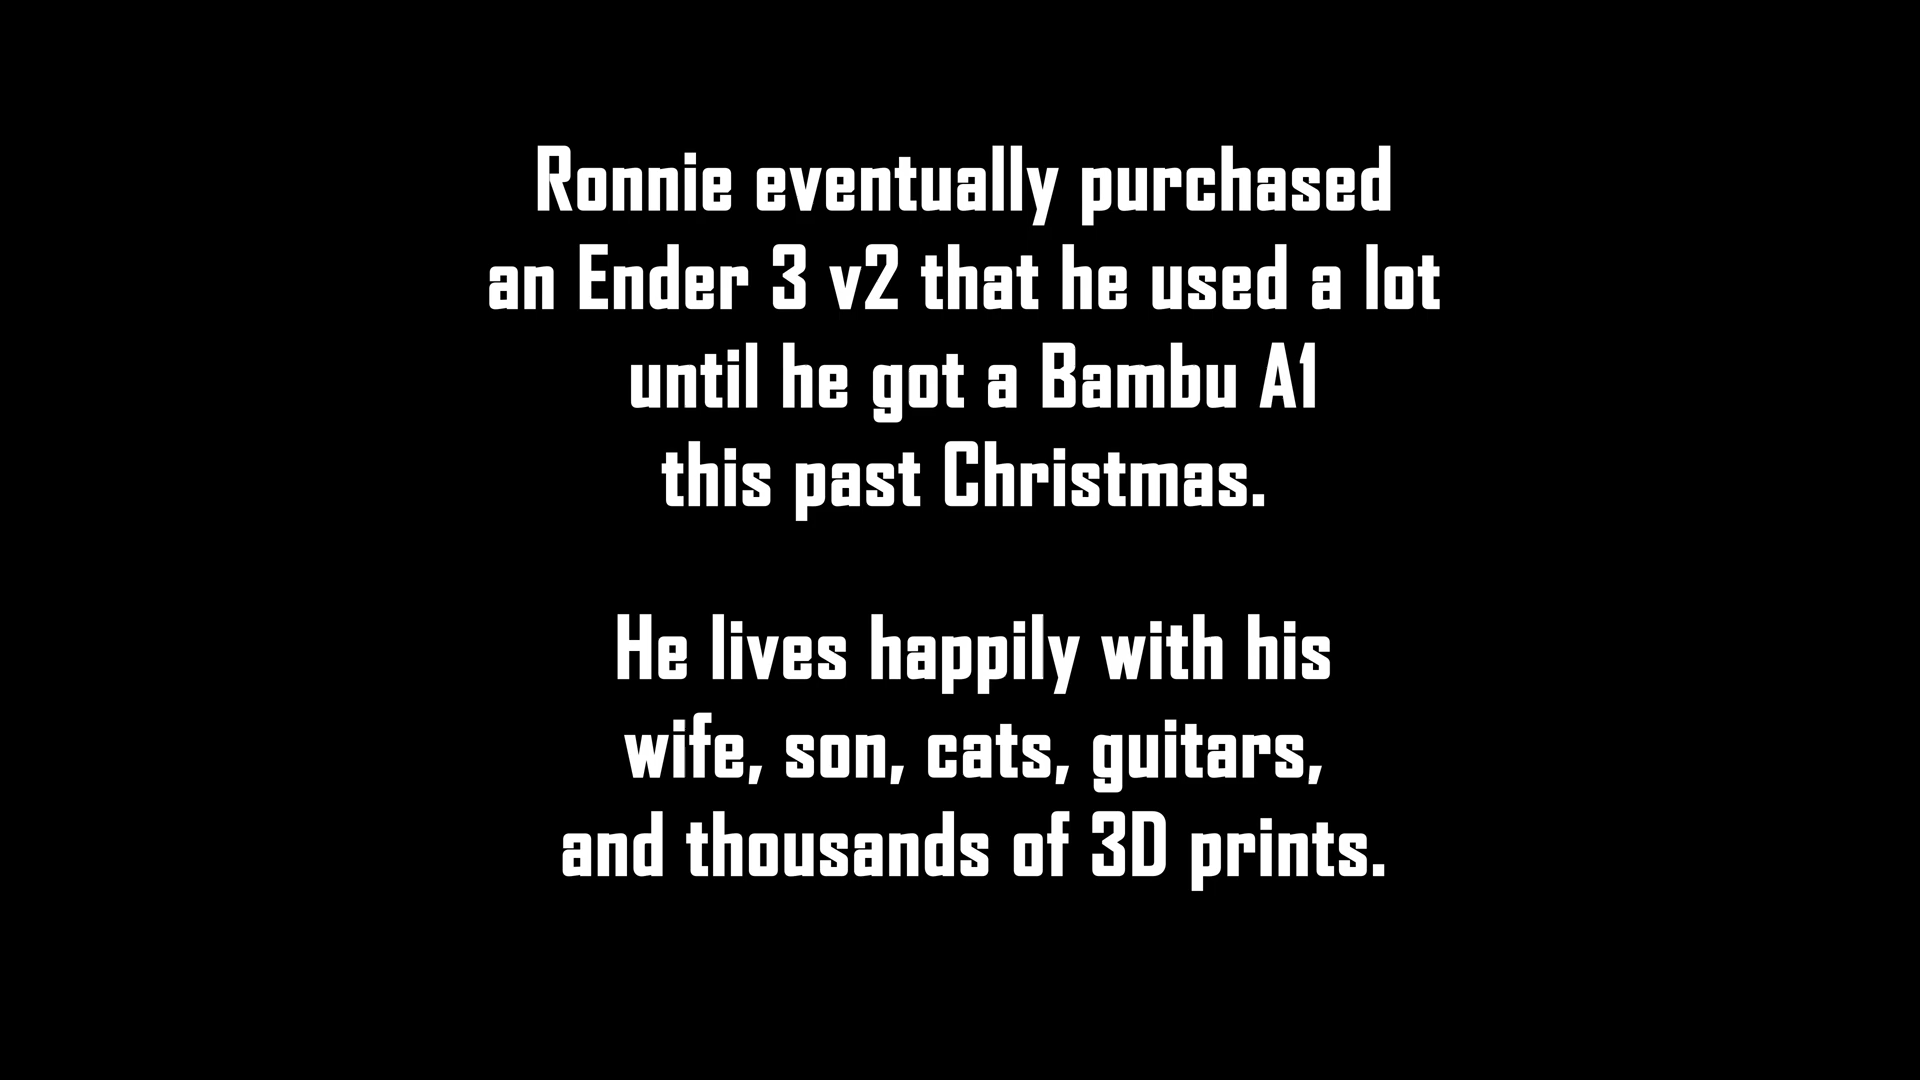 Ronnie eventually purchased
an Ender 3 v2 that he used a lot
until he got a Bambu A1
this past Christmas.
He lives happily with his
wife, son, cats, guitars,
and thousands of 3D prints.